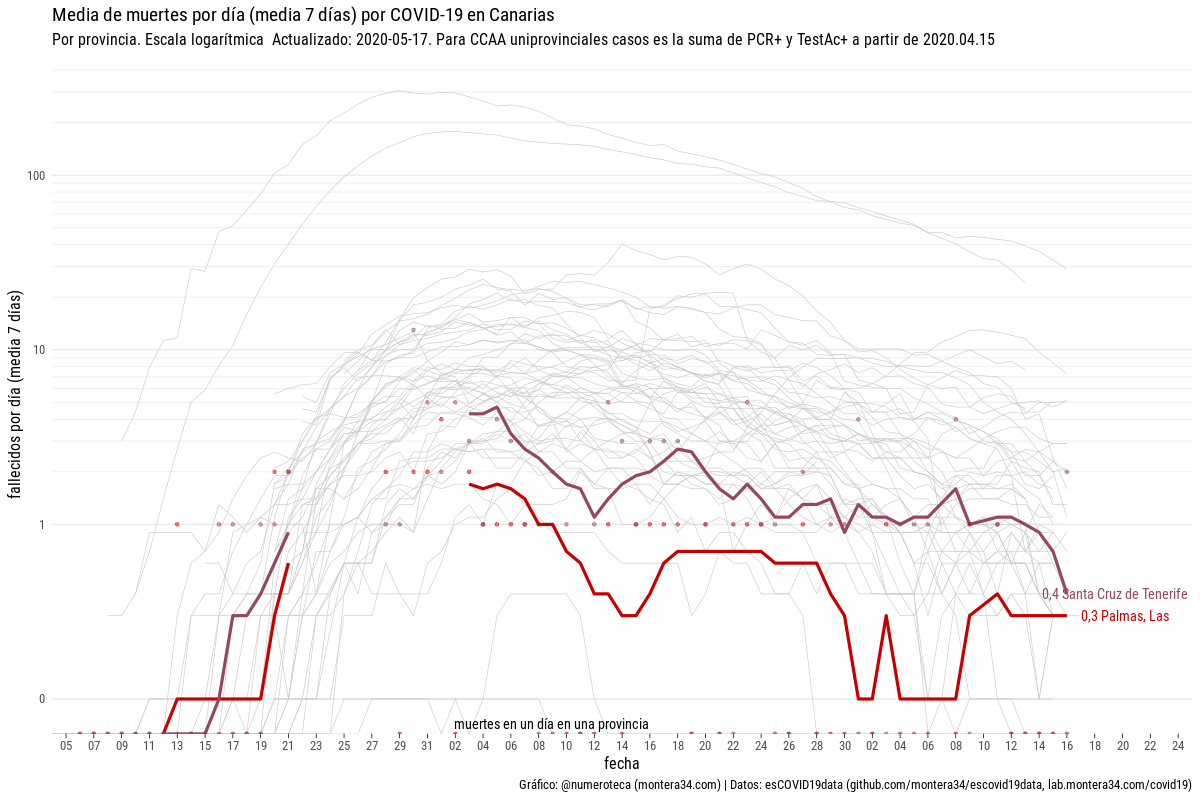 Media de muertes por día (media 7 días) por COVID-19 en Canarias
Por provincia. Escala logarítmica  Actualizado: 2020-05-17. Para CCAA uniprovinciales casos es la suma de PCR+ y TestAc+ a partir de 2020.04.15
fallecidos por día (media  7 días)
100
10
1
0
0,4 Santa Cruz de Tenerife
0,3 Palmas, Las
muertes en un día en una provincia
05 07 09 11 13 15 17 19 21 23 25 27 29 31 02 04 06 08 10 12 14 16 18 20 22 24 26 28 30 02 04 06 08 10 12 14 16 18 20 22 24
fecha
Gráfico: @numeroteca (montera34.com) | Datos: esCOVID19data (github.com/montera34/escovid19data, lab.montera34.com/covid19)